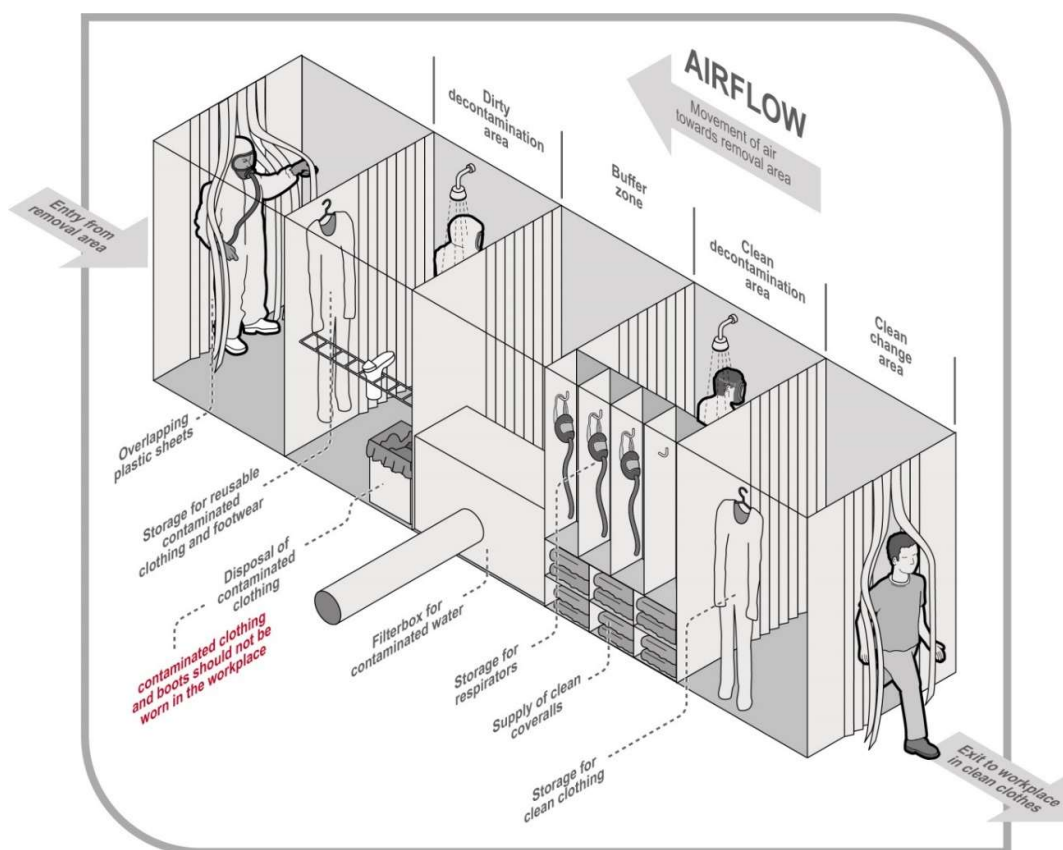 AIRFLOW
Movement of air
towards removal area
Dirty
decontamination
area
Buffer
zone
Clean
decontamination
area
Clean
change
area
Entry from
removal area
Overlapping
plastic sheets
Storage for reusable
contaminated
clothing and footwear
Disposal of
contaminated
clothing
contaminated clothing
and boots should not be
worn in the workplace
Filterbox for
contaminated water
Storage for
respirators
Supply of clean
coveralls
Storage for
clean clothing
Exit to workplace
in clean clothes